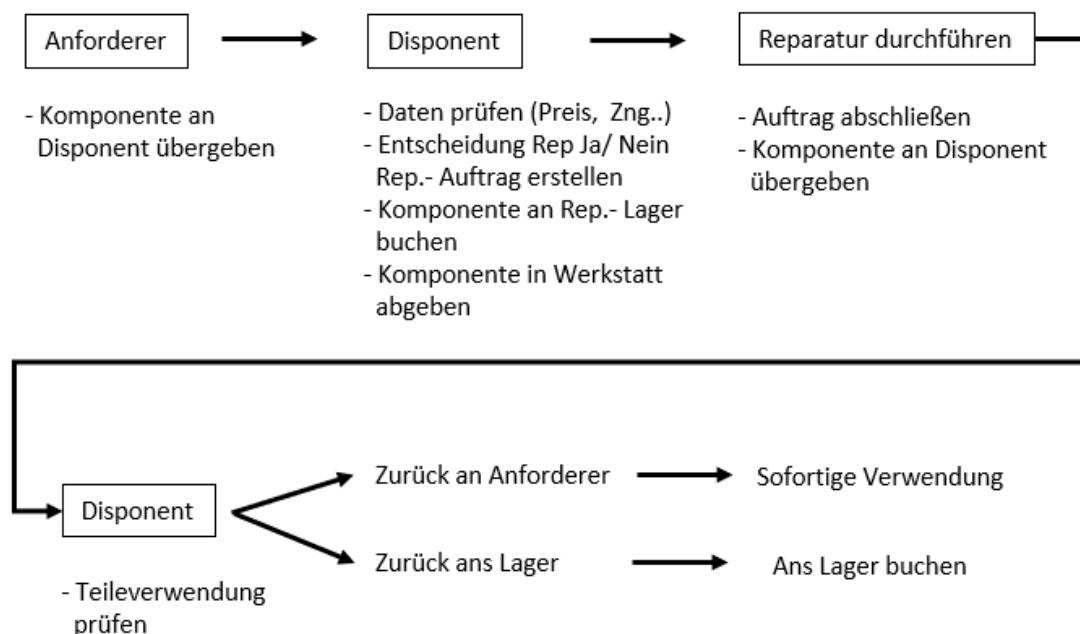 Anforderer
Disponent
Reparatur durchführen
- Komponente an
Disponent übergeben
- Daten prüfen (Preis, Zng..)
- Entscheidung Rep Ja/ Nein
Rep.- Auftrag erstellen
- Komponente an Rep.- Lager
buchen
- Komponente in Werkstatt
abgeben
- Auftrag abschließen
- Komponente an Disponent
übergeben
Disponent
- Teileverwendung
prüfen
Zurück an Anforderer
Sofortige Verwendung
Zurück ans Lager
Ans Lager buchen